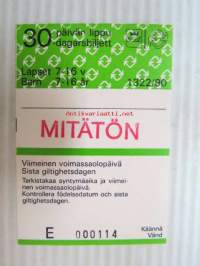 30 päivän lippu
dagarsbiljett
Lapset 7-16 v
Barn 7-16 år 1322/90
antikvariaatti.net
MITÄTÖN
Viimeinen voimassaolopäivä
Sista giltighetsdagen
Tarkistakaa syntymäaika ja viimei-
nen voimassaolopäivä.
Kontrollera födelsedatum och sista
giltighetsdagen.
Käännä
Vänd
E 000114